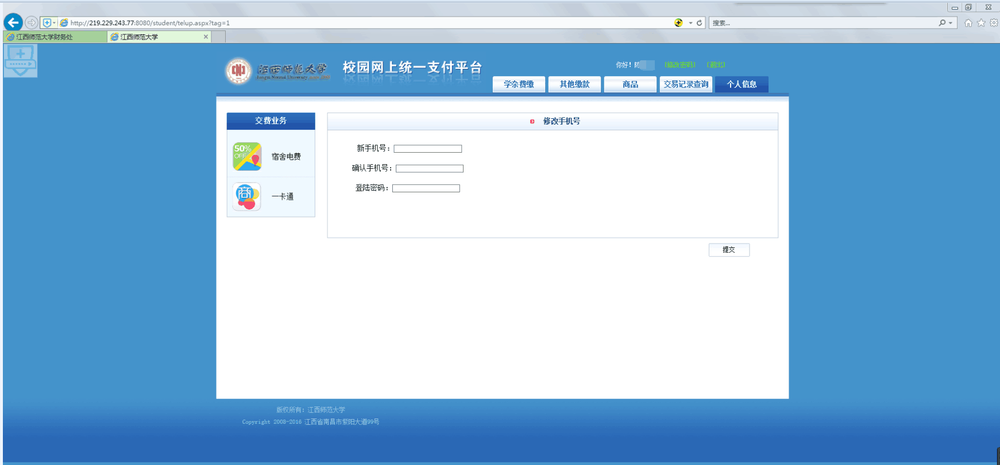 http://219.229.243.77:8080/student/telup.aspx?tag=1
搜索...
江西师范大学财务处
江西师范大学
江西师范大学
Jiangxi Normal University
校园网上统一支付平台
你好！陈
[修改密码]
[退出]
学杂费缴
其他缴款
商品
交易记录查询
个人信息
交费业务
修改手机号
50%
OFF
宿舍电费
商
一卡通
新手机号：
确认手机号：
登陆密码：
提交
版权所有：江西师范大学
Copyright 2008-2016 江西省南昌市紫阳大道99号